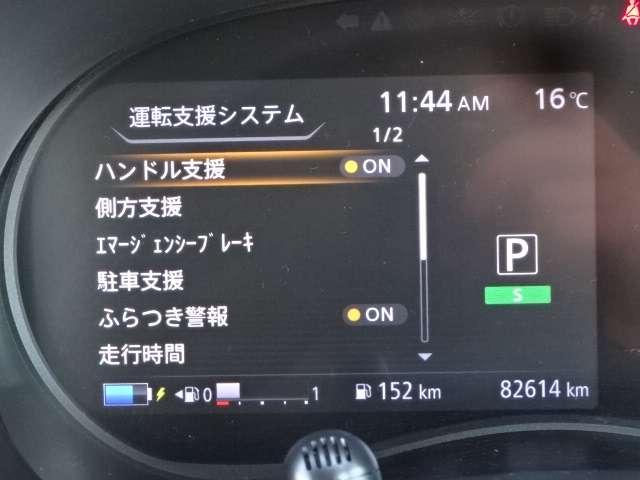 運転支援システム 11:44 AM 16℃
1/2
ハンドル支援 ON
側方支援
ｴﾏｰｼﾞｪﾝｼｰﾌﾞﾚｰｷ
駐車支援
P
S
ふらつき警報 ON
走行時間
0 1 152 km 82614 km